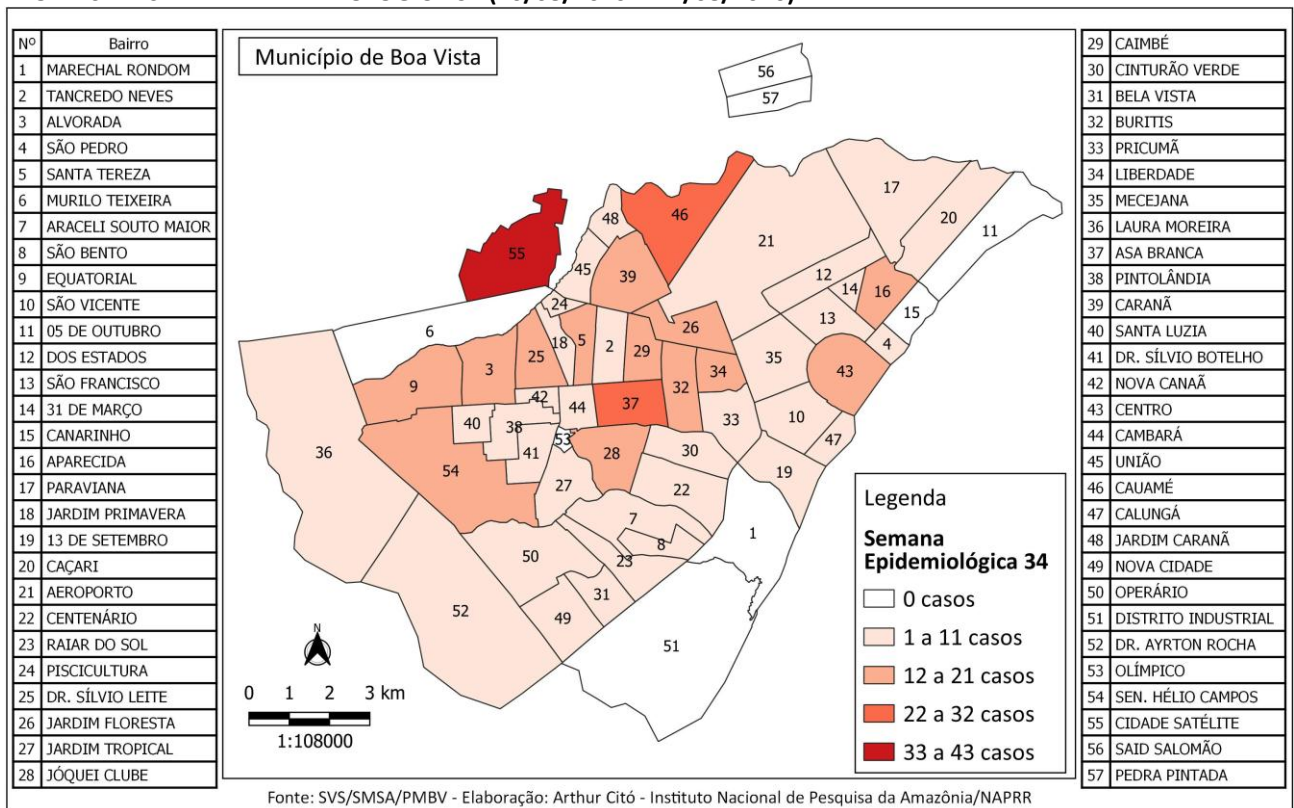 Nº Bairro
1 MARECHAL RONDOM
2 TANCREDO NEVES
3 ALVORADA
4 SÃO PEDRO
5 SANTA TEREZA
6 MURILO TEIXEIRA
7 ARACELI SOUTO MAIOR
8 SÃO BENTO
9 EQUATORIAL
10 SÃO VICENTE
11 05 DE OUTUBRO
12 DOS ESTADOS
13 SÃO FRANCISCO
14 31 DE MARÇO
15 CANARINHO
16 APARECIDA
17 PARAVIANA
18 JARDIM PRIMAVERA
19 13 DE SETEMBRO
20 CAÇARI
21 AEROPORTO
22 CENTENÁRIO
23 RAIAR DO SOL
24 PISCICULTURA
25 DR. SÍLVIO LEITE
26 JARDIM FLORESTA
27 JARDIM TROPICAL
28 JÓQUEI CLUBE
Município de Boa Vista
56
57
17
48
46
20
11
21
55
45
39
12
14
16
24
15
13
6
26
4
18
5
2
29
35
25
34
3
43
32
9
42
37
44
40
33
10
38
53
47
36
41
28
30
54
19
27
22
7
1
8
50
23
31
52
49
51
N
0 1 2 3 km
1:108000
Legenda
Semana
Epidemiológica 34
0 casos
1 a 11 casos
12 a 21 casos
22 a 32 casos
33 a 43 casos
29 CAIMBÉ
30 CINTURÃO VERDE
31 BELA VISTA
32 BURITIS
33 PRICUMÃ
34 LIBERDADE
35 MECEJANA
36 LAURA MOREIRA
37 ASA BRANCA
38 PINTOLÂNDIA
39 CARANÃ
40 SANTA LUZIA
41 DR. SÍLVIO BOTELHO
42 NOVA CANAÃ
43 CENTRO
44 CAMBARÁ
45 UNIÃO
46 CAUAMÉ
47 CALUNGÁ
48 JARDIM CARANÃ
49 NOVA CIDADE
50 OPERÁRIO
51 DISTRITO INDUSTRIAL
52 DR. AYRTON ROCHA
53 OLÍMPICO
54 SEN. HÉLIO CAMPOS
55 CIDADE SATÉLITE
56 SAID SALOMÃO
57 PEDRA PINTADA
Fonte: SVS/SMSA/PMBV - Elaboração: Arthur Citó - Instituto Nacional de Pesquisa da Amazônia/NAPRR